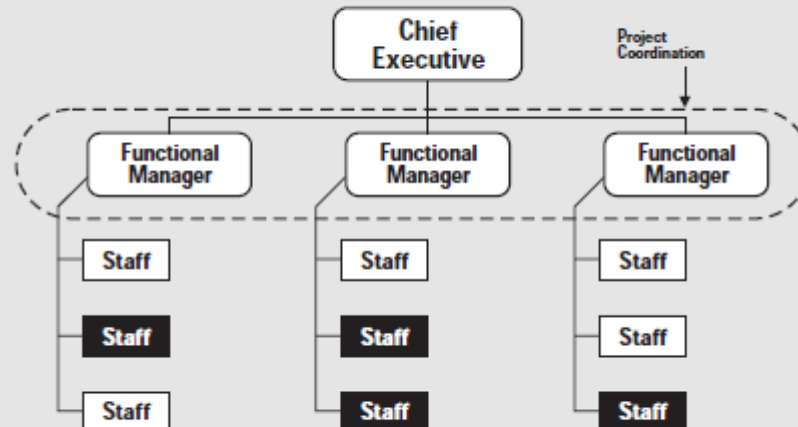 Chief
Executive
Project
Coordination
Functional
Manager
Functional
Manager
Functional
Manager
Staff
Staff
Staff
Staff
Staff
Staff
Staff
Staff
Staff